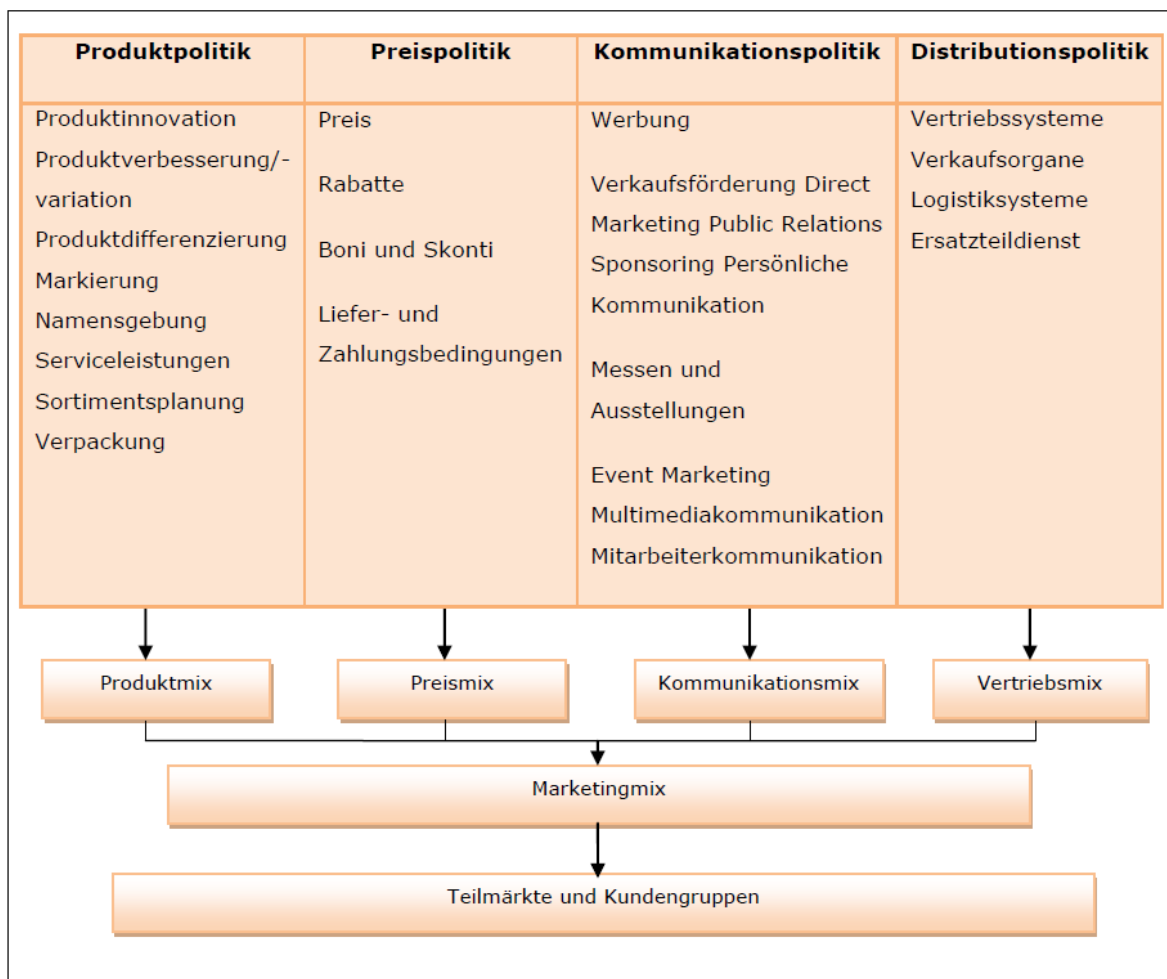 Produktpolitik
Preispolitik
Kommunikationspolitik
Distributionspolitik
Produktinnovation
Produktverbesserung/-
variation
Produktdifferenzierung
Markierung
Namensgebung
Serviceleistungen
Sortimentsplanung
Verpackung
Preis
Rabatte
Boni und Skonti
Liefer- und
Zahlungsbedingungen
Werbung
Verkaufsförderung Direct
Marketing Public Relations
Sponsoring Persönliche
Kommunikation
Messen und
Ausstellungen
Event Marketing
Multimediakommunikation
Mitarbeiterkommunikation
Vertriebssysteme
Verkaufsorgane
Logistiksysteme
Ersatzteildienst
Produktmix
Preismix
Kommunikationsmix
Vertriebsmix
Marketingmix
Teilmärkte und Kundengruppen